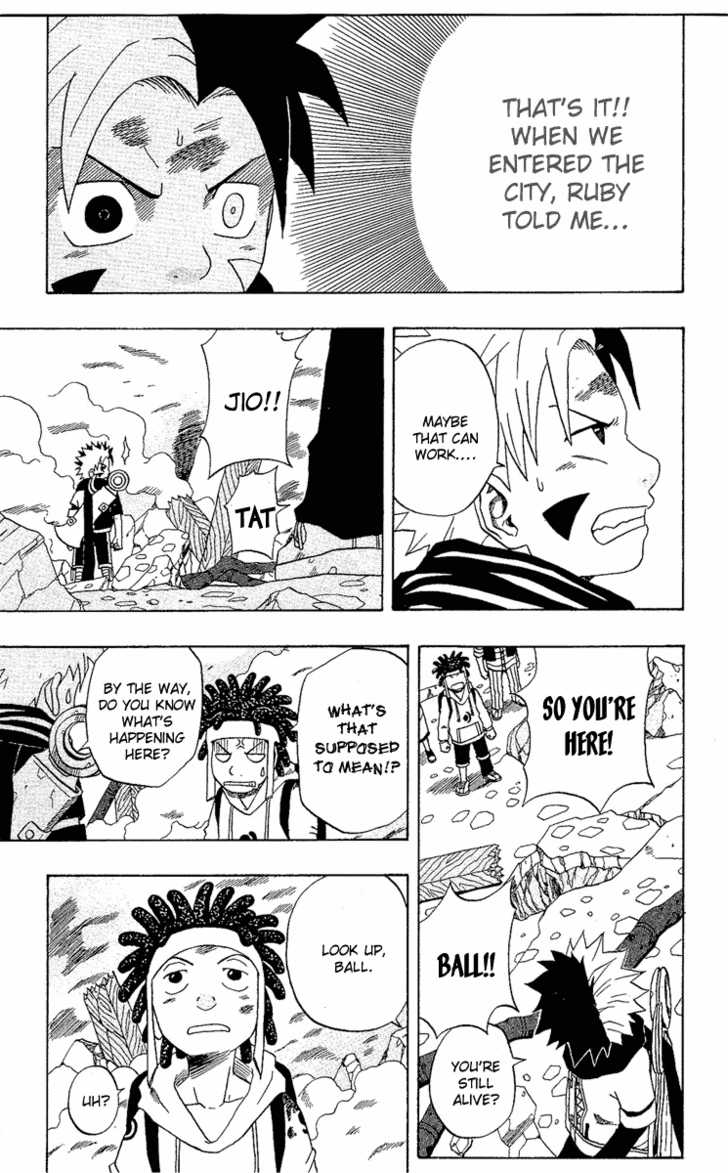 THAT'S IT!!
WHEN WE
ENTERED THE
CITY, RUBY
TOLD ME...
MAYBE
THAT CAN
WORK....
JIO!!
TAT
SO YOU'RE
HERE!
BALL!!
YOU'RE
STILL
ALIVE?
WHAT'S
THAT
SUPPOSED
TO MEAN!?
BY THE WAY,
DO YOU KNOW
WHAT'S
HAPPENING
HERE?
LOOK UP,
BALL.
UH?